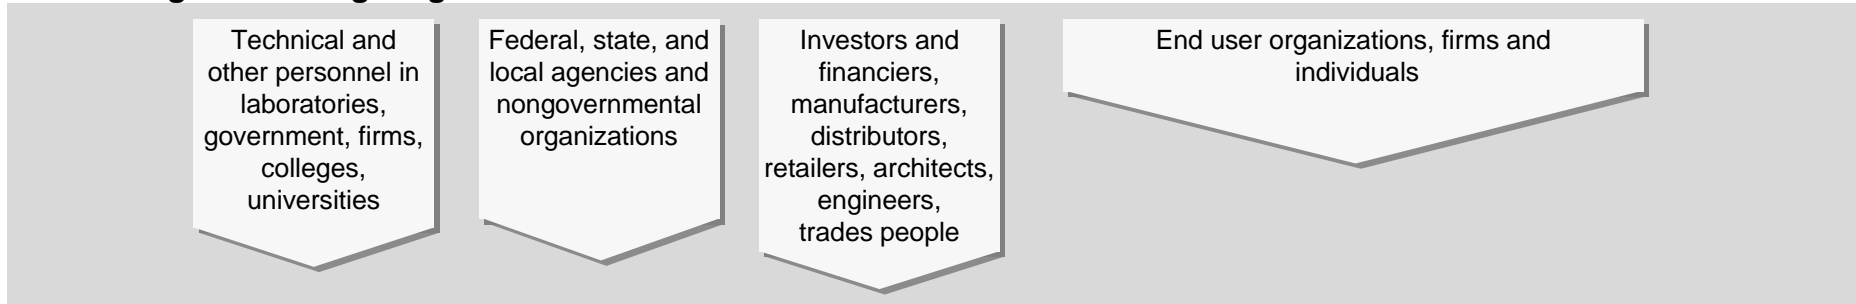 Technical and
other personnel in
laboratories,
government, firms,
colleges,
universities
Federal, state, and
local agencies and
nongovernmental
organizations
Investors and
financiers,
manufacturers,
distributors,
retailers, architects,
engineers,
trades people
End user organizations, firms and
individuals